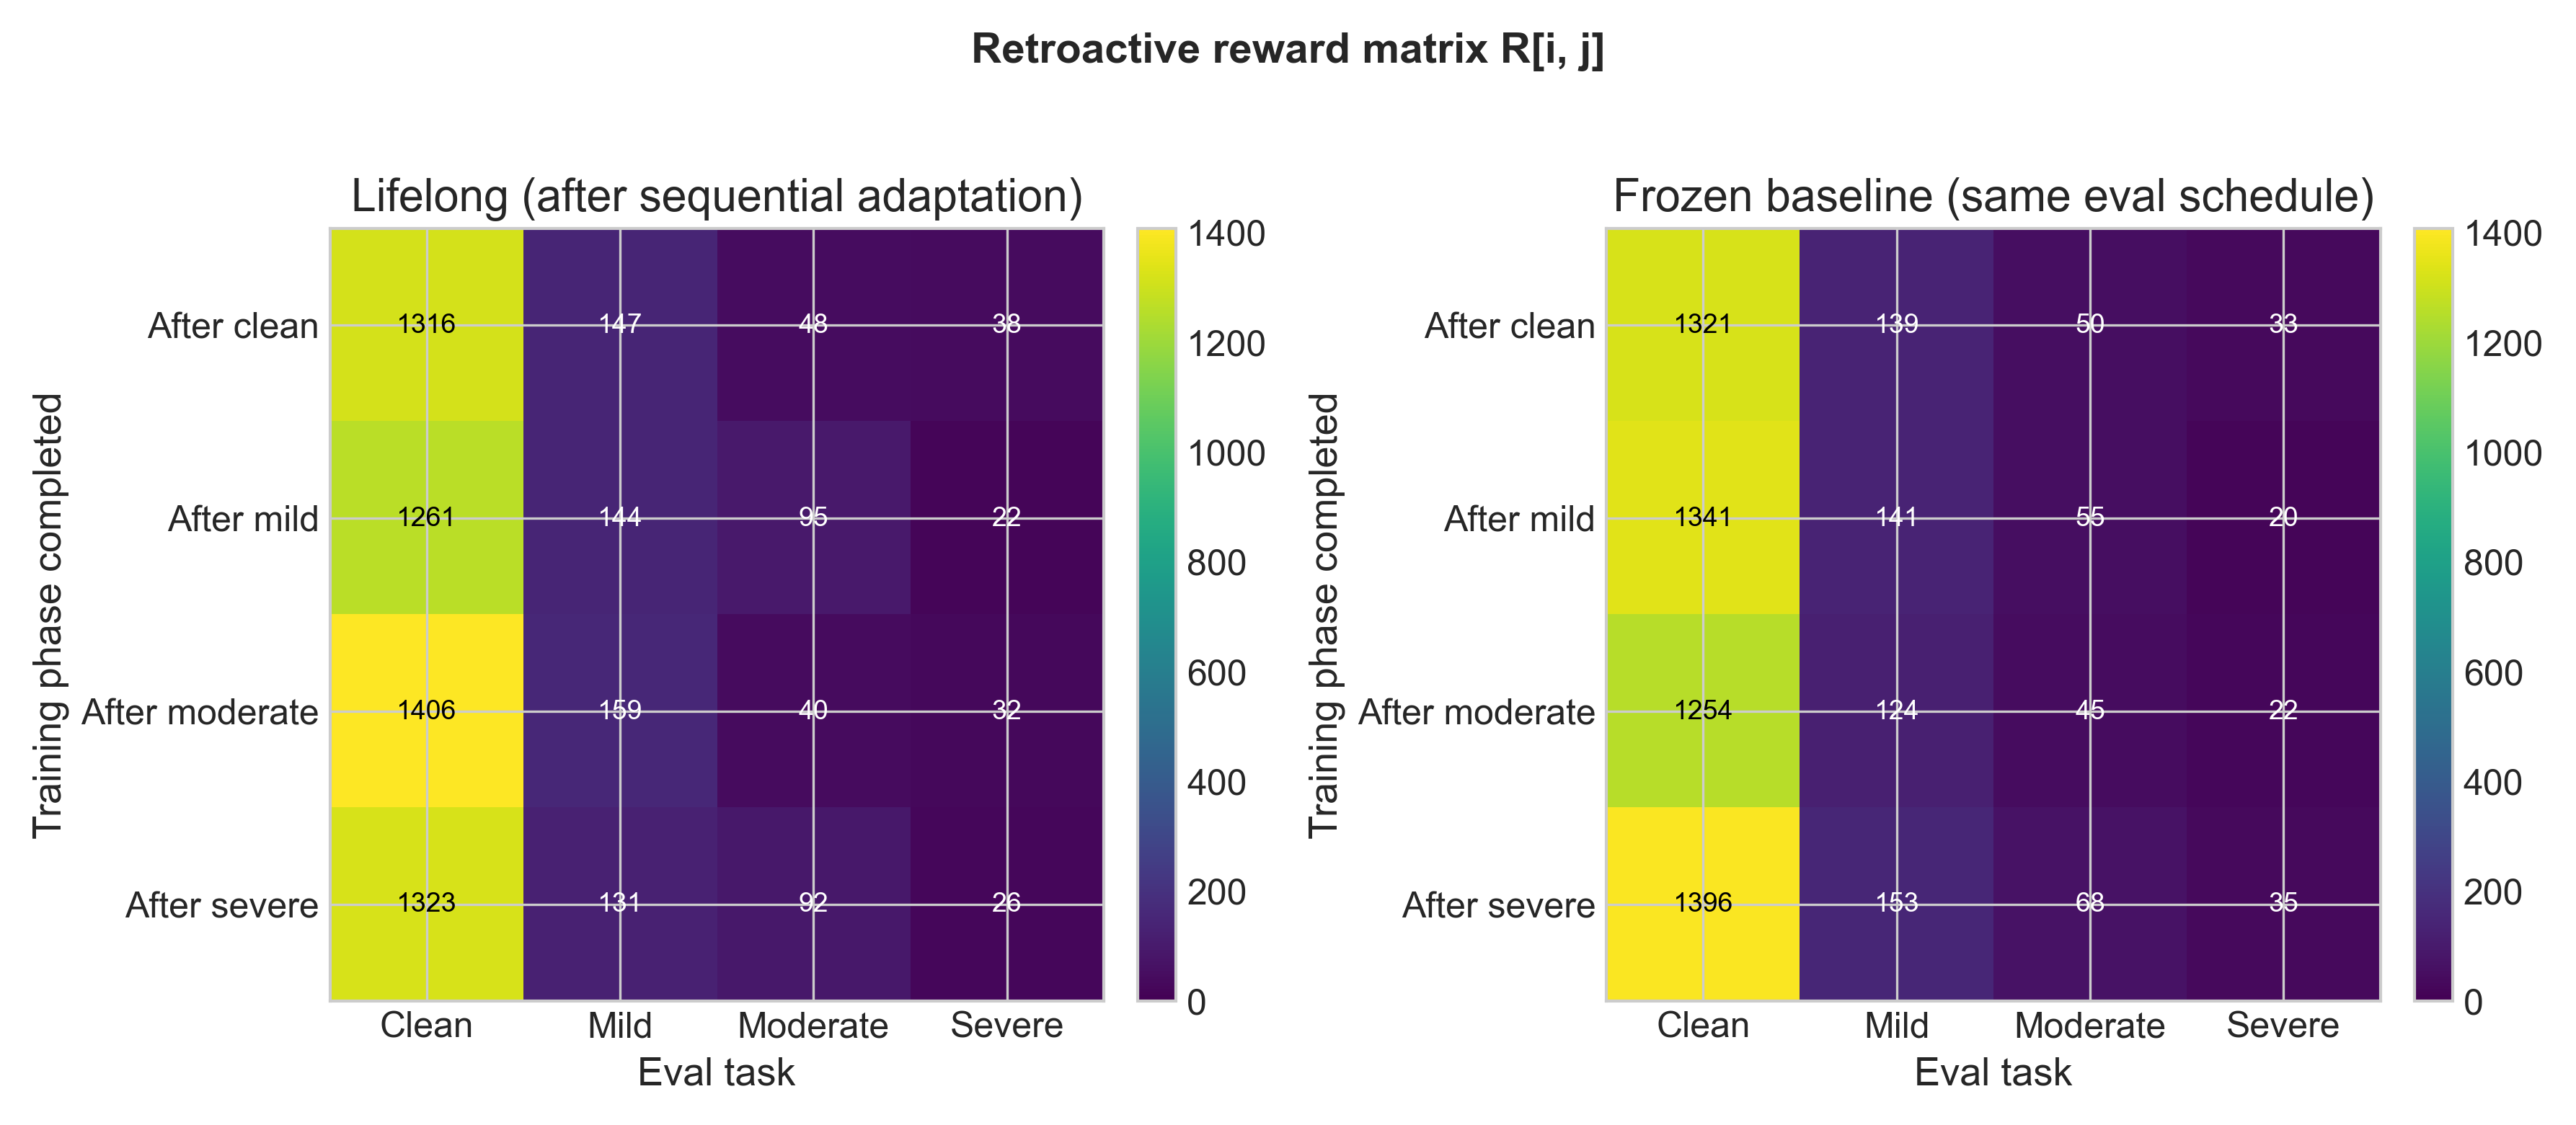 Retroactive reward matrix R[i, j]
Lifelong (after sequential adaptation)
Training phase completed
After clean
1316 147 48 38
After mild
1261 144 95 22
After moderate
1406 159 40 32
After severe
1323 131 92 26
Clean Mild Moderate Severe
Eval task
1400
1200
1000
800
600
400
200
0
Frozen baseline (same eval schedule)
Training phase completed
After clean
1321 139 50 33
After mild
1341 141 55 20
After moderate
1254 124 45 22
After severe
1396 153 68 35
Clean Mild Moderate Severe
Eval task
1400
1200
1000
800
600
400
200
0